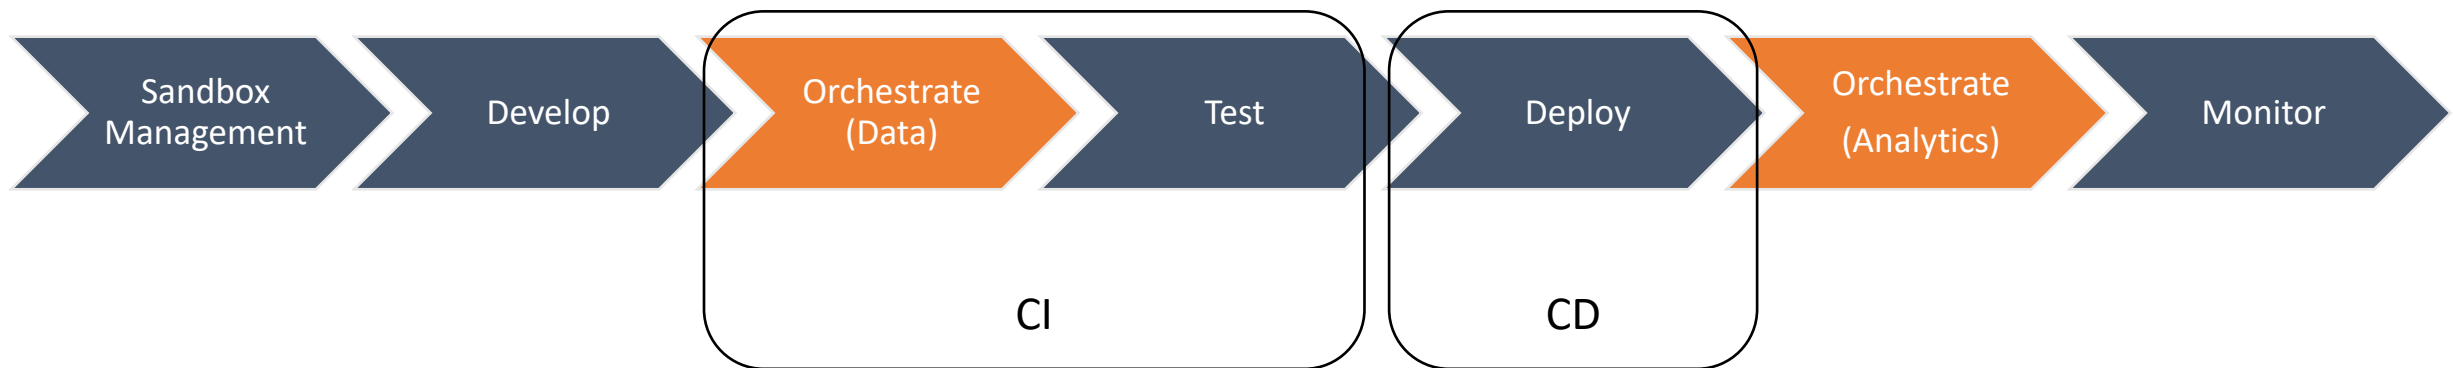 Sandbox
Management
Develop
Orchestrate
(Data)
Test
Deploy
Orchestrate
(Analytics)
Monitor
CI
CD